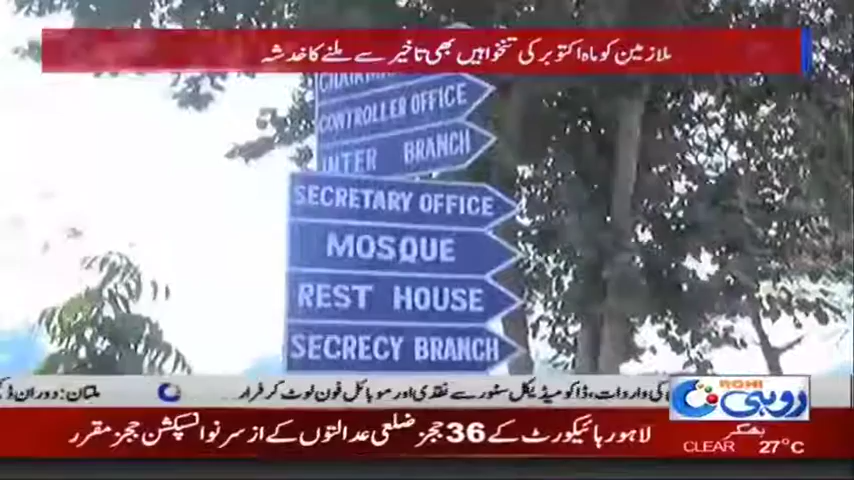 ملازمین کو ماہ اکتوبر کی تنخواہیں بھی تاخیر سے ملنے کا خدشہ
CONTROLLER OFFICE
INTER BRANCH
SECRETARY OFFICE
MOSQUE
REST HOUSE
SECRECY BRANCH
کی واردات، ڈاکو میڈیکل سٹور سے نقدی اور موبائل فون لوٹ کر فرار
ملتان: دوران
ROHI
روہی
لاہور ہائیکورٹ کے 36 ججز ضلعی عدالتوں کے از سر نو انسپکشن ججز مقرر
بھکر
CLEAR 27°C